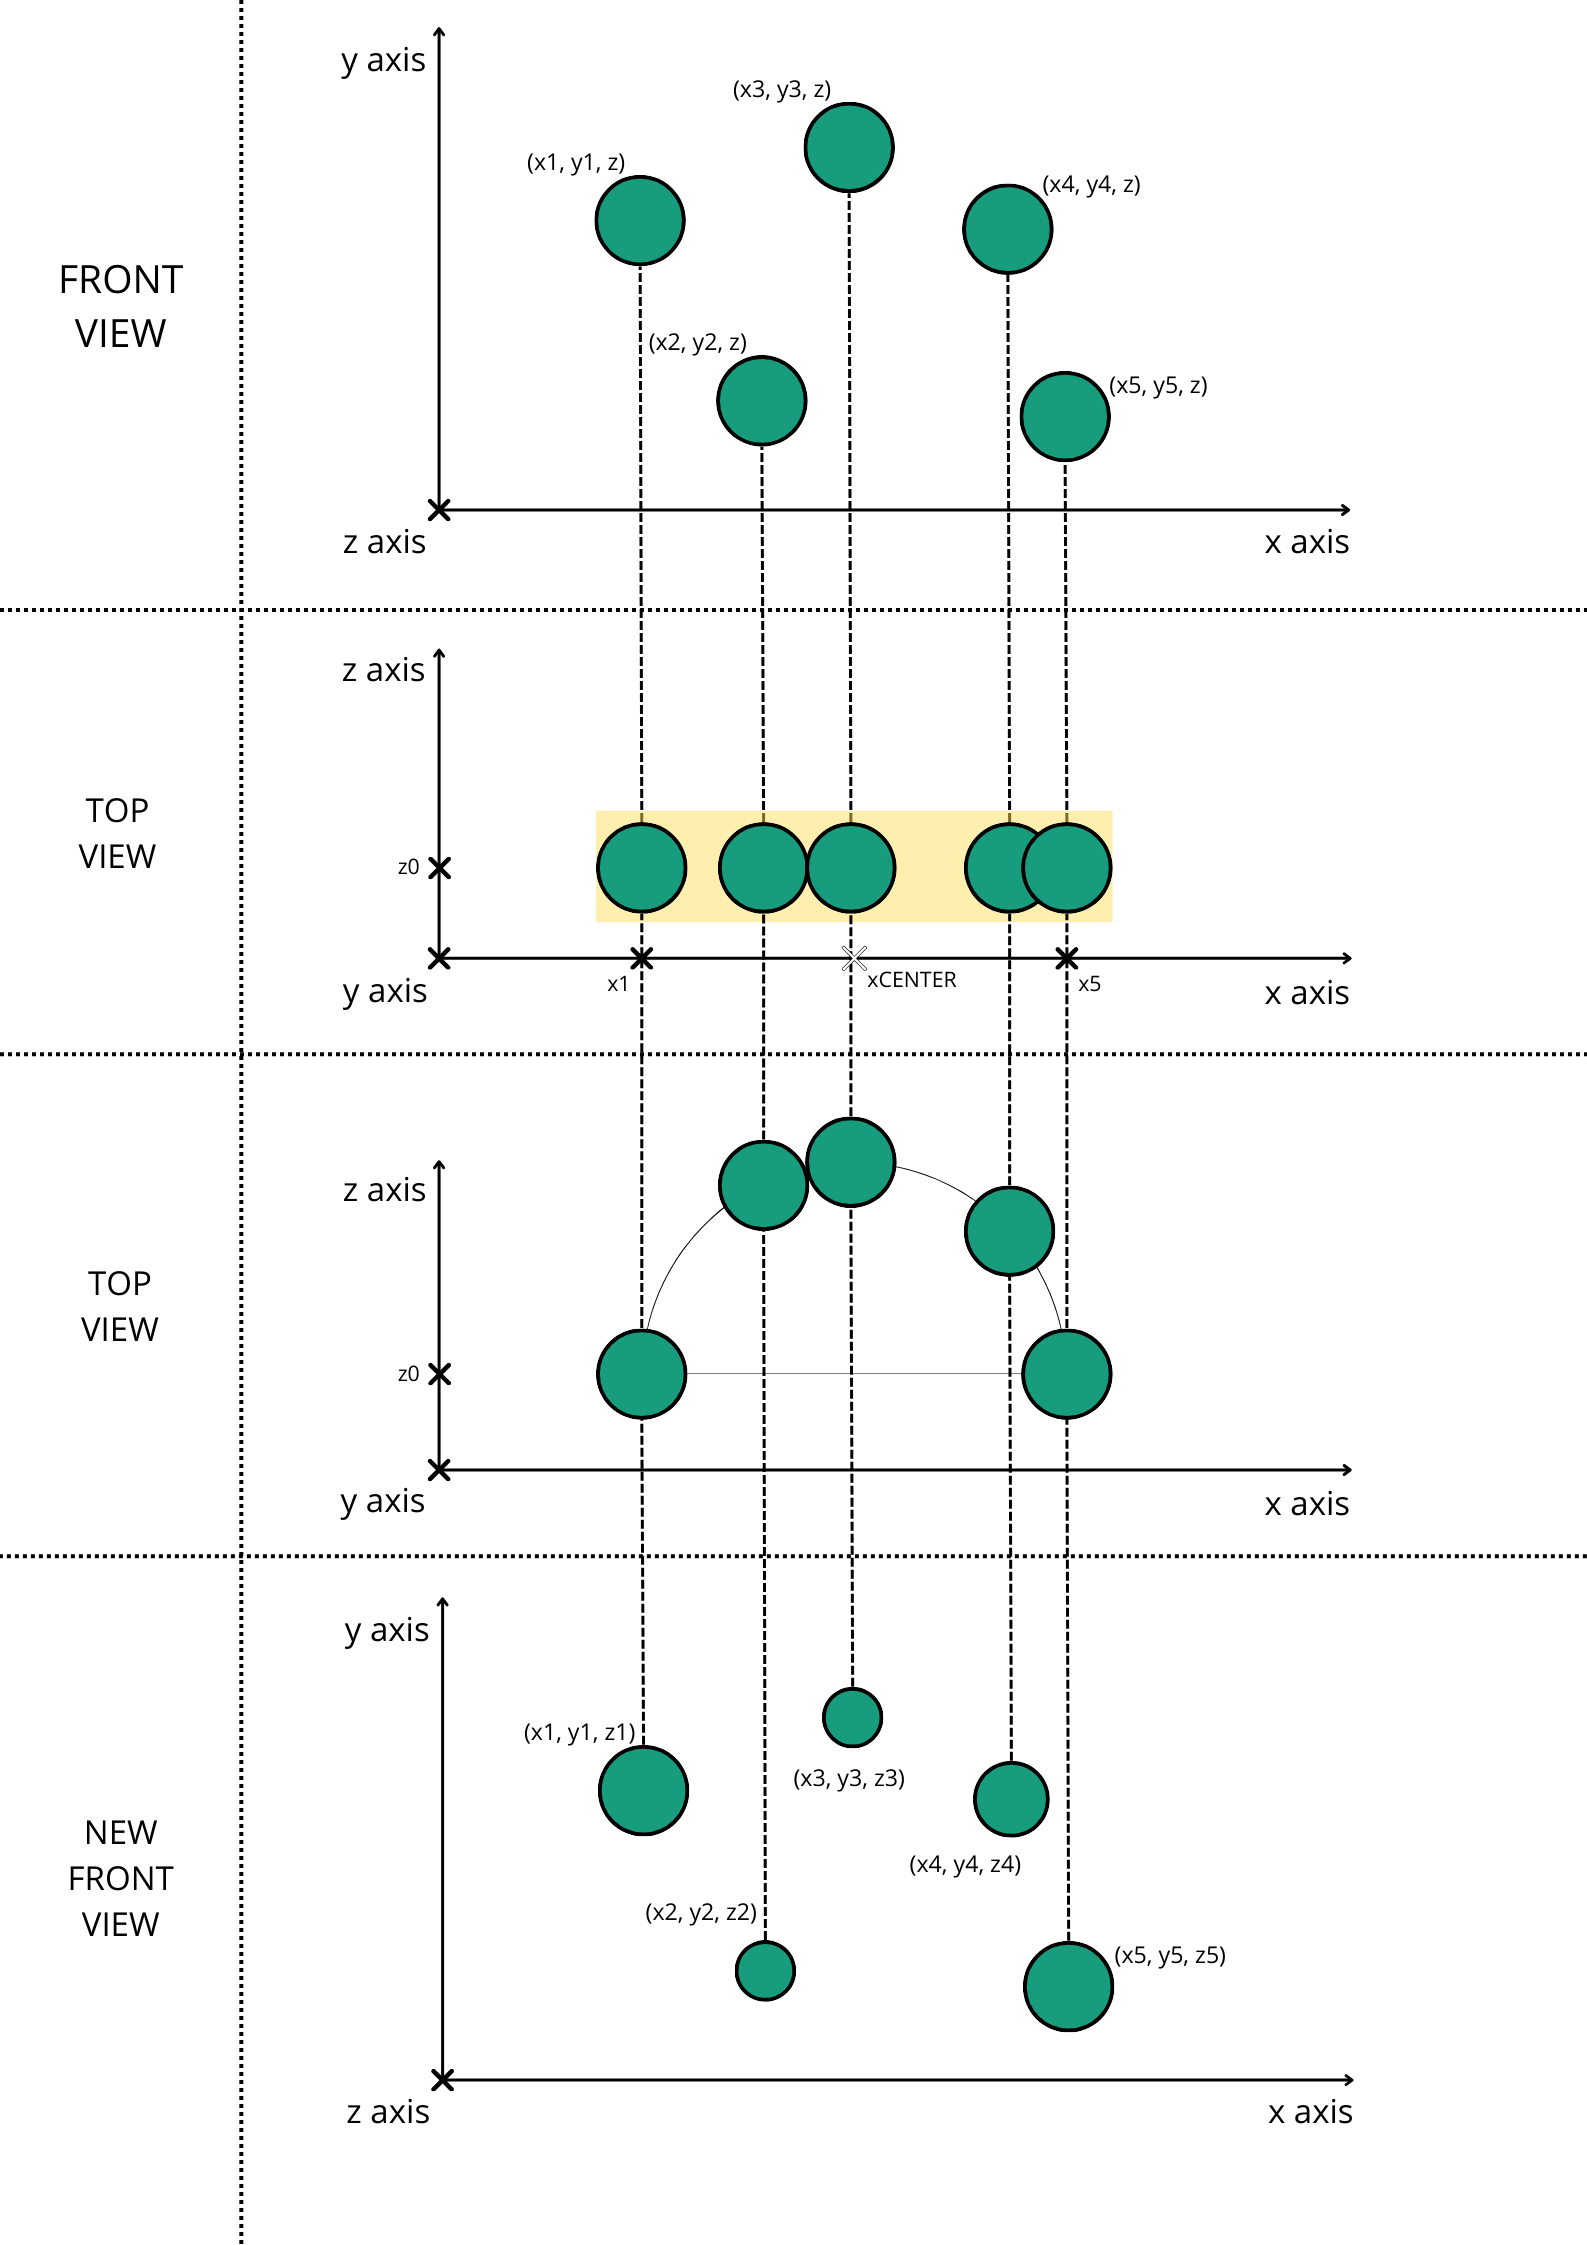 y axis
(x3, y3, z)
(x1, y1, z)
(x4, y4, z)
FRONT
VIEW
(x2, y2, z)
(x5, y5, z)
z axis
x axis
z axis
TOP
VIEW
z0
x1
xCENTER
x5
y axis
x axis
z axis
TOP
VIEW
z0
y axis
x axis
y axis
(x1, y1, z1)
(x3, y3, z3)
NEW
FRONT
VIEW
(x4, y4, z4)
(x2, y2, z2)
(x5, y5, z5)
z axis
x axis